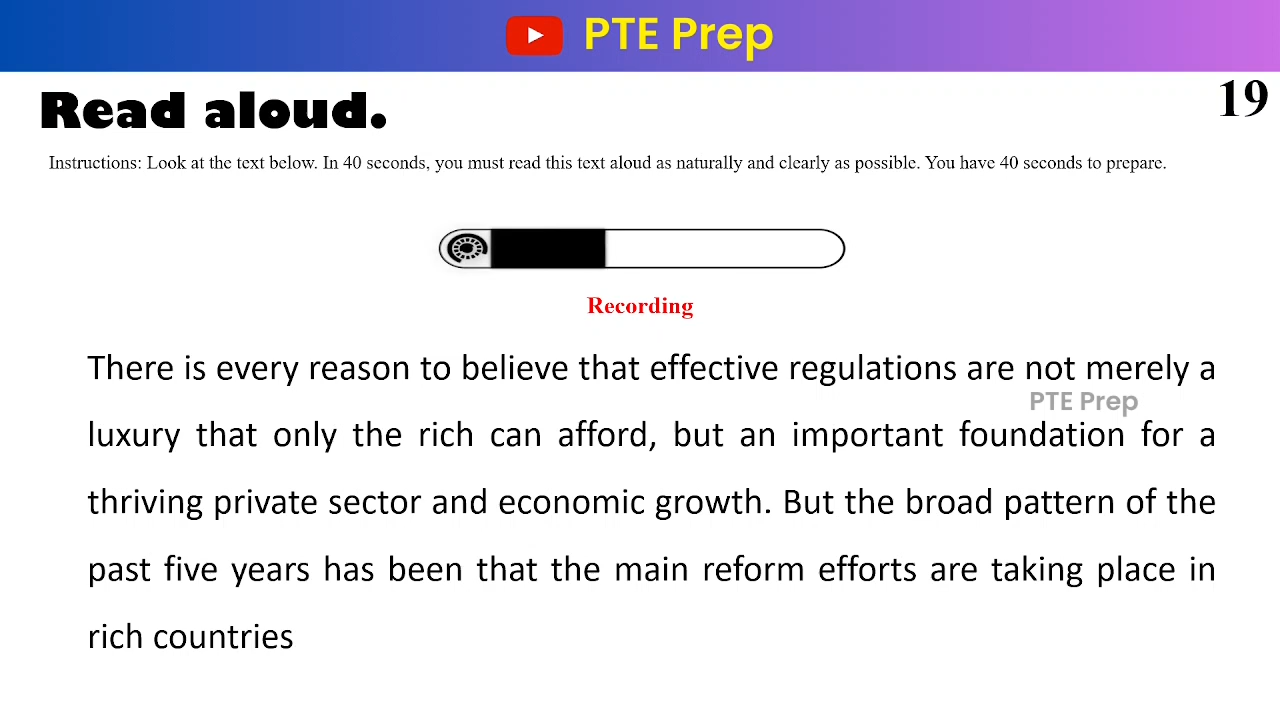 PTE Prep
Read aloud.
19
Instructions: Look at the text below. In 40 seconds, you must read this text aloud as naturally and clearly as possible. You have 40 seconds to prepare.
Recording
There is every reason to believe that effective regulations are not merely a
PTE Prep
luxury that only the rich can afford, but an important foundation for a
thriving private sector and economic growth. But the broad pattern of the
past five years has been that the main reform efforts are taking place in
rich countries